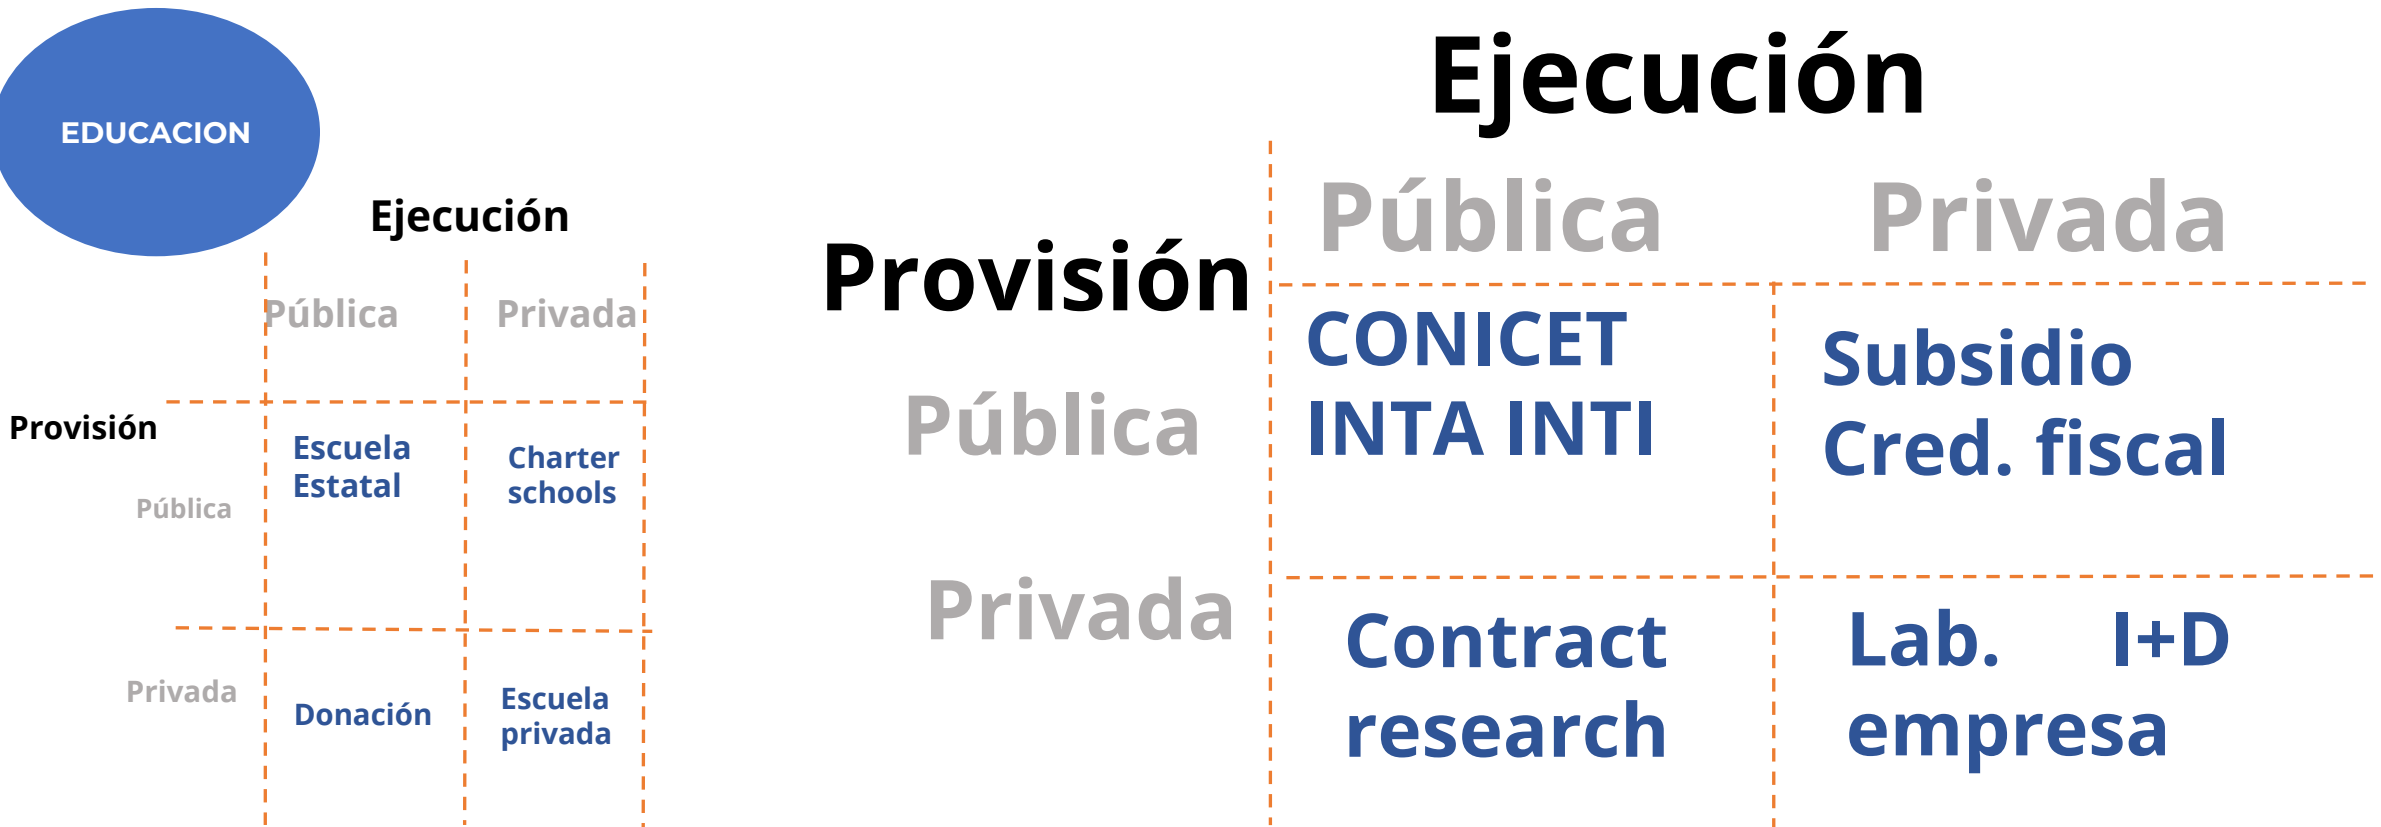 EDUCACION
Ejecución
Pública Privada
Provisión
Escuela
Estatal
Charter
schools
Pública
Privada
Donación
Escuela
privada
Ejecución
Pública Privada
Provisión
CONICET
INTA INTI
Subsidio
Cred. fiscal
Pública
Privada
Contract
research
Lab. I+D
empresa